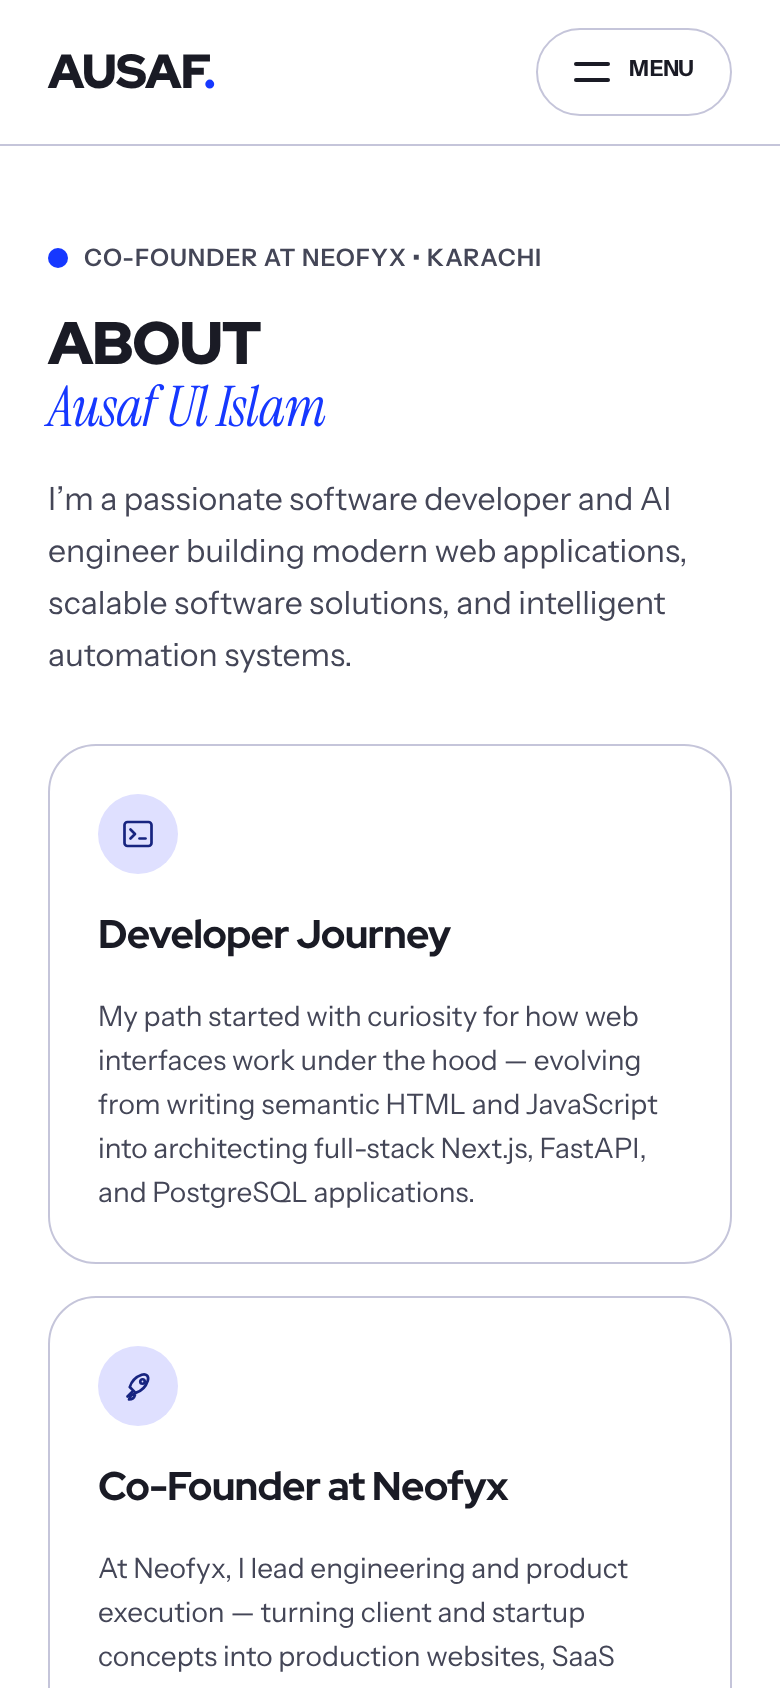 AUSAF.
MENU
CO-FOUNDER AT NEOFYX • KARACHI
ABOUT
Ausaf Ul Islam
I’m a passionate software developer and AI
engineer building modern web applications,
scalable software solutions, and intelligent
automation systems.
Developer Journey
My path started with curiosity for how web
interfaces work under the hood — evolving
from writing semantic HTML and JavaScript
into architecting full-stack Next.js, FastAPI,
and PostgreSQL applications.
Co-Founder at Neofyx
At Neofyx, I lead engineering and product
execution — turning client and startup
concepts into production websites, SaaS